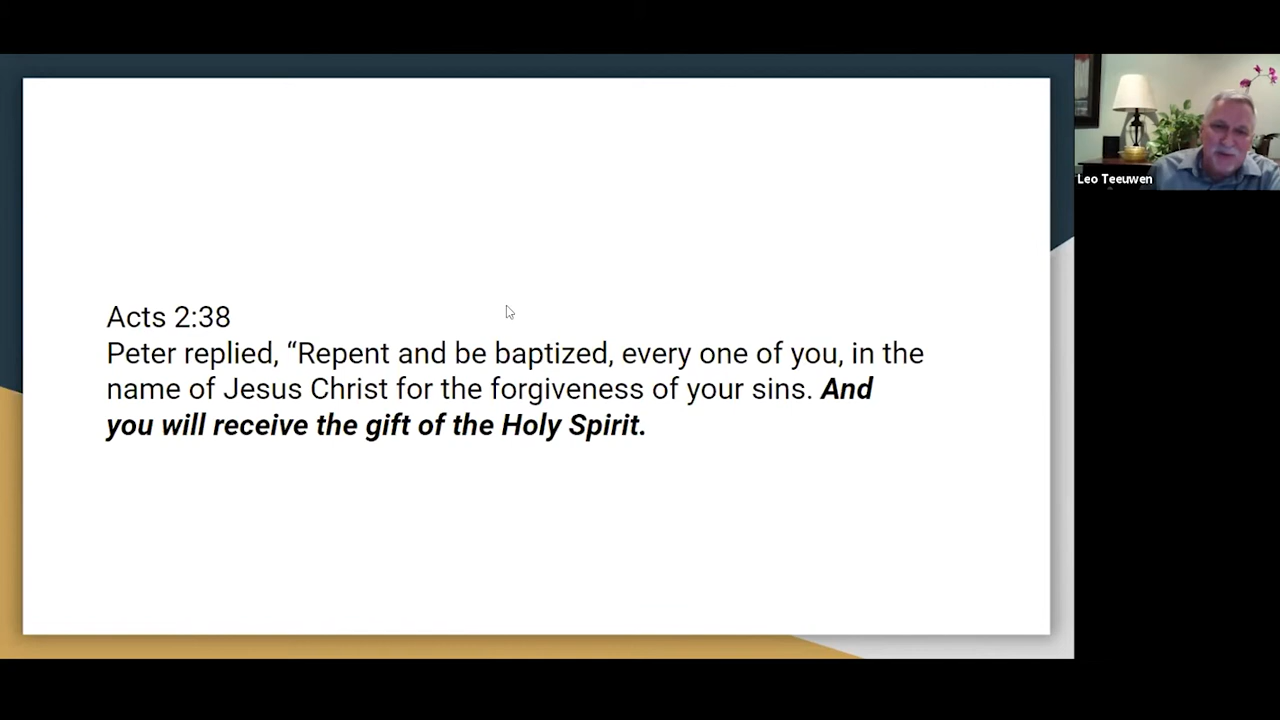 Acts 2:38
Peter replied, “Repent and be baptized, every one of you, in the
name of Jesus Christ for the forgiveness of your sins. And
you will receive the gift of the Holy Spirit.
Leo Teeuwen